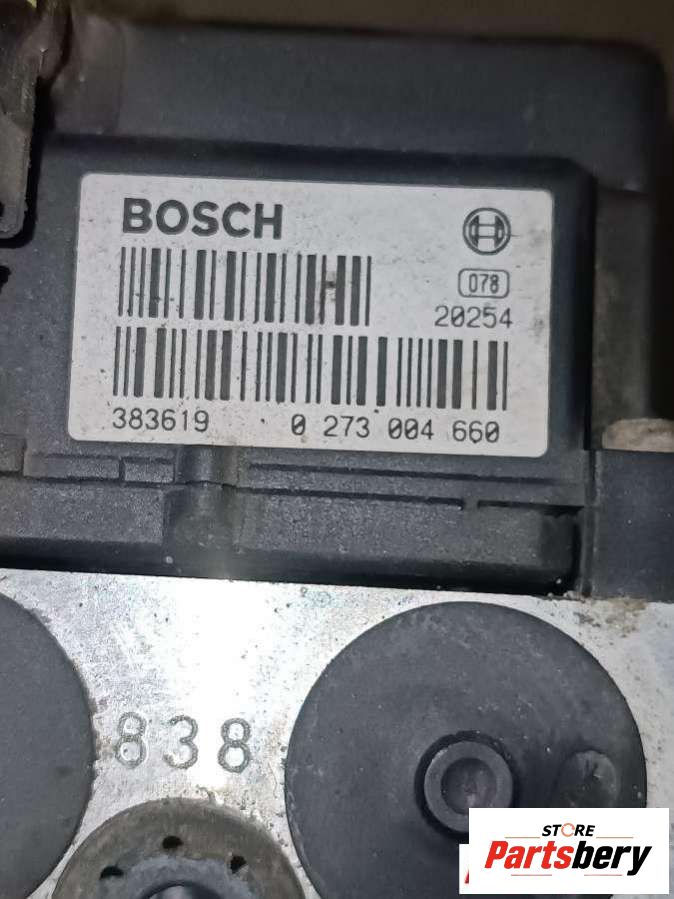 BOSCH
078
20254
383619 0 273 004 660
838
STORE
Partsbery